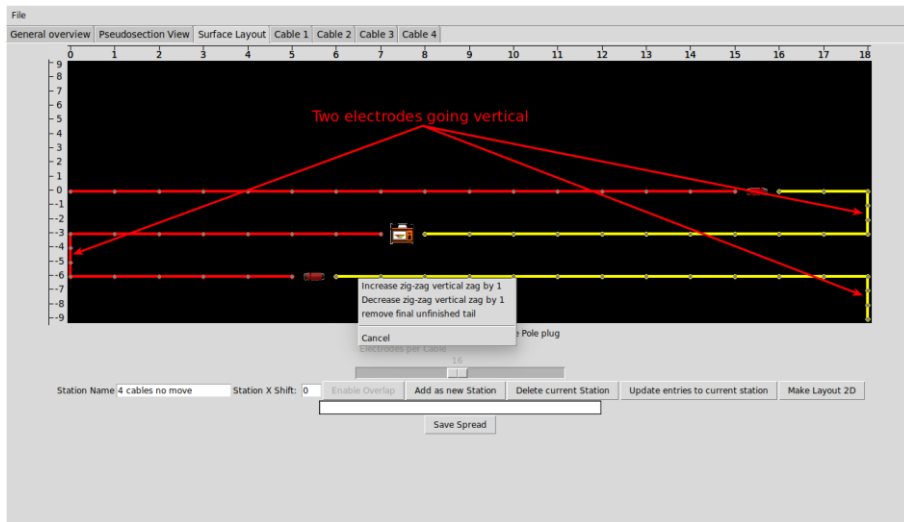 File
General overview Pseudosection View Surface Layout Cable 1 Cable 2 Cable 3 Cable 4
0 1 2 3 4 5 6 7 8 9 10 11 12 13 14 15 16 17 18
9
8
7
6
5
4
3
2
1
0
-1
-2
-3
-4
-5
-6
-7
-8
-9
Two electrodes going vertical
Increase zig-zag vertical zag by 1
Decrease zig-zag vertical zag by 1
remove final unfinished tail
Cancel
Pole plug
Electrodes per Cable
16
Station Name 4 cables no move Station X Shift: 0 Enable Overlap Add as new Station Delete current Station Update entries to current station Make Layout 2D
Save Spread